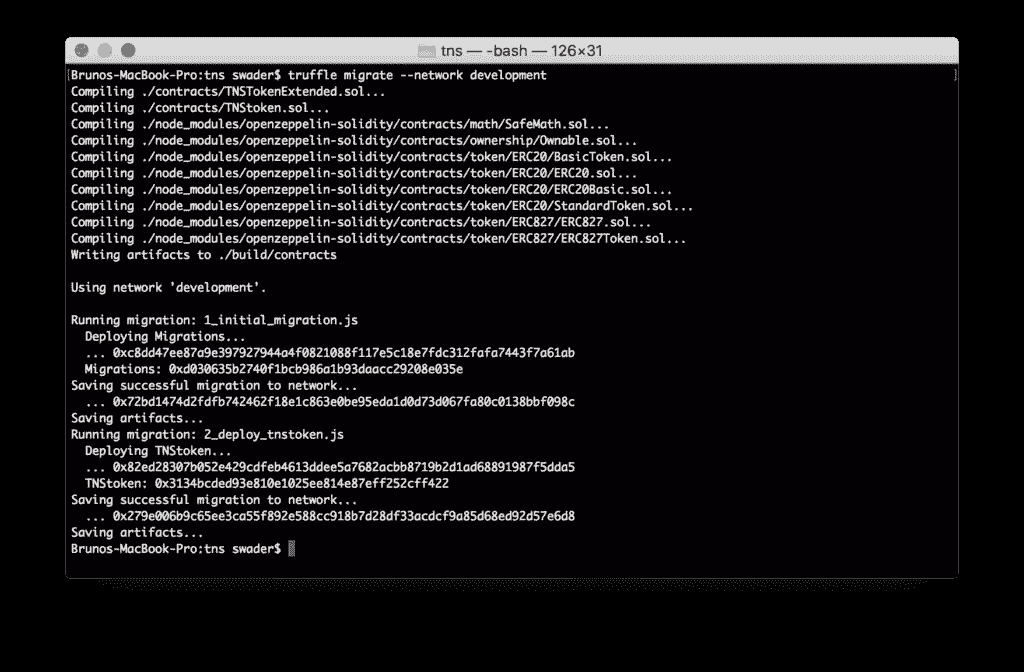 tns — -bash — 126×31
Brunos-MacBook-Pro:tns swader$ truffle migrate --network development
Compiling ./contracts/TNSTokenExtended.sol...
Compiling ./contracts/TNStoken.sol...
Compiling ./node_modules/openzeppelin-solidity/contracts/math/SafeMath.sol...
Compiling ./node_modules/openzeppelin-solidity/contracts/ownership/Ownable.sol...
Compiling ./node_modules/openzeppelin-solidity/contracts/token/ERC20/BasicToken.sol...
Compiling ./node_modules/openzeppelin-solidity/contracts/token/ERC20/ERC20.sol...
Compiling ./node_modules/openzeppelin-solidity/contracts/token/ERC20/ERC20Basic.sol...
Compiling ./node_modules/openzeppelin-solidity/contracts/token/ERC20/StandardToken.sol...
Compiling ./node_modules/openzeppelin-solidity/contracts/token/ERC827/ERC827.sol...
Compiling ./node_modules/openzeppelin-solidity/contracts/token/ERC827/ERC827Token.sol...
Writing artifacts to ./build/contracts
Using network 'development'.
Running migration: 1_initial_migration.js
Deploying Migrations...
... 0xc8dd47ee87a9e397927944a4f0821088f117e5c18e7fdc312fafa7443f7a61ab
Migrations: 0xd030635b2740f1bcb986a1b93daacc29208e035e
Saving successful migration to network...
... 0x72bd1474d2fdfb742462f18e1c863e0be95eda1d0d73d067fa80c0138bbf098c
Saving artifacts...
Running migration: 2_deploy_tnstoken.js
Deploying TNStoken...
... 0x82ed28307b052e429cdfeb4613ddee5a7682acbb8719b2d1ad68891987f5dda5
TNStoken: 0x3134bcded93e810e1025ee814e87eff252cff422
Saving successful migration to network...
... 0x279e006b9c65ee3ca55f892e588cc918b7d28df33acdcf9a85d68ed92d57e6d8
Saving artifacts...
Brunos-MacBook-Pro:tns swader$